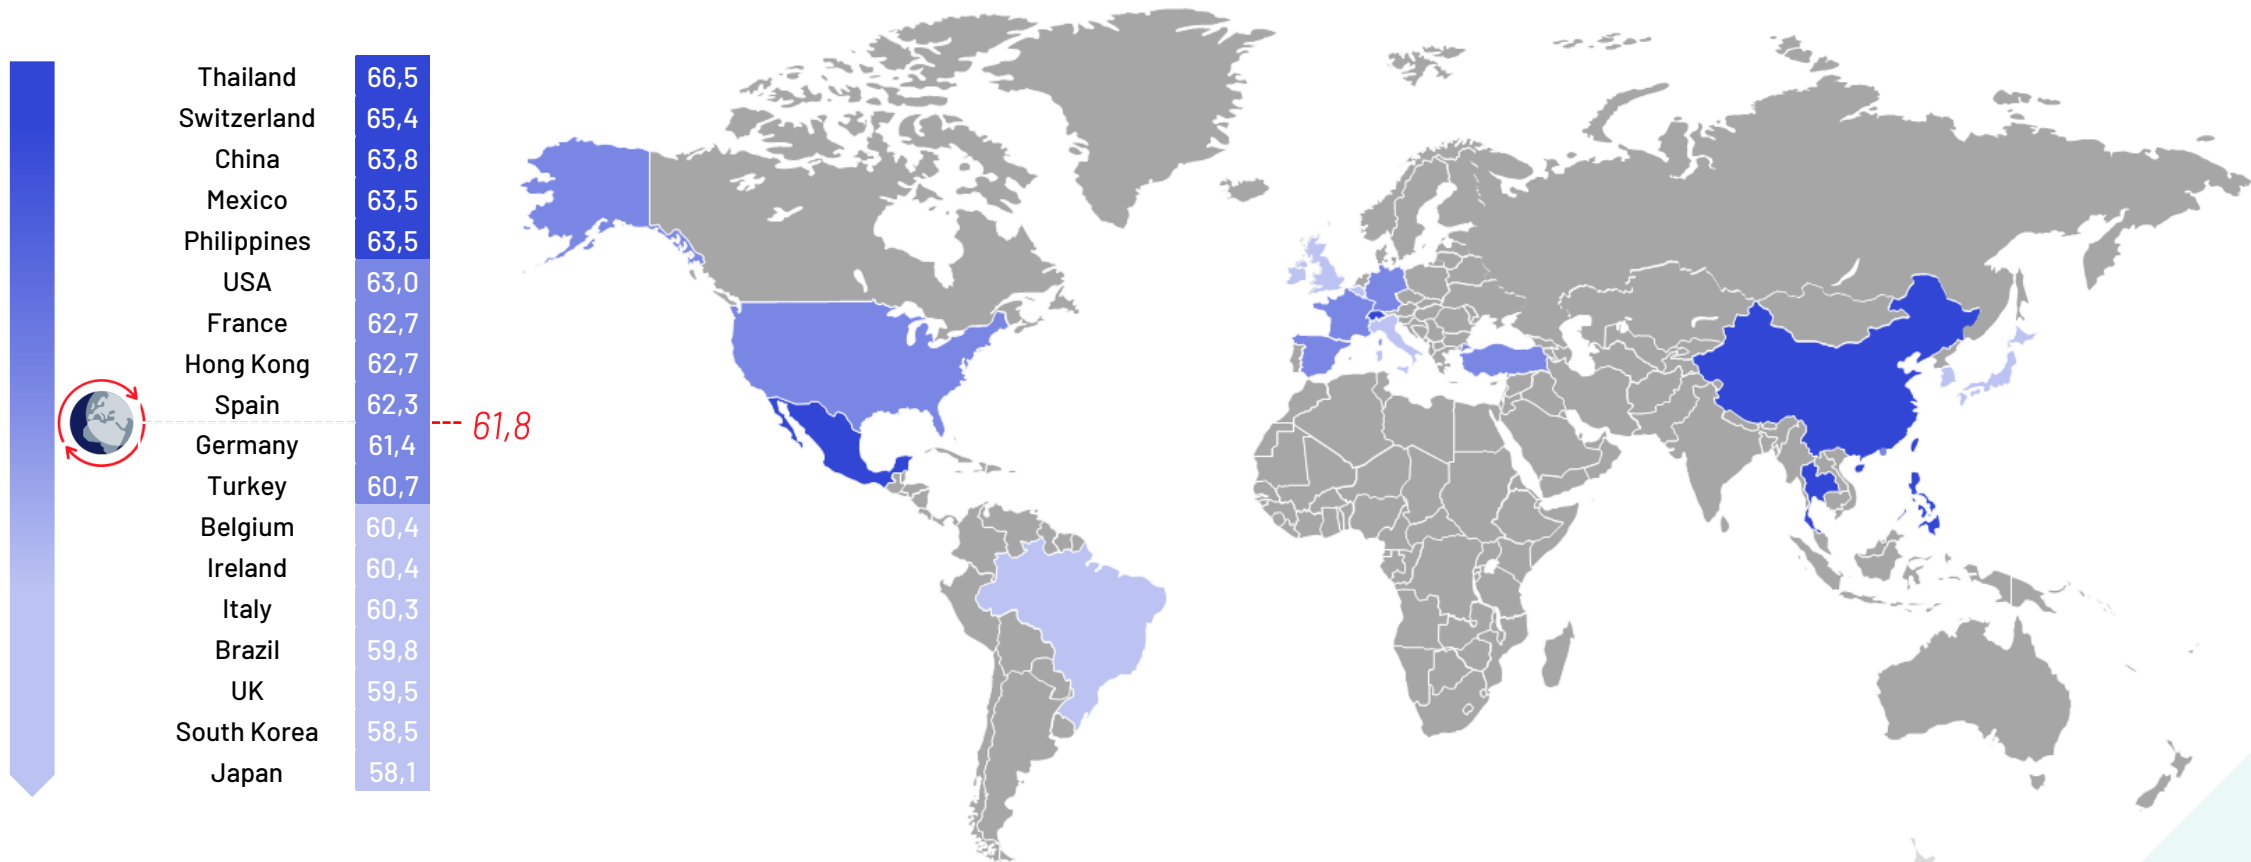 Thailand 66,5
Switzerland 65,4
China 63,8
Mexico 63,5
Philippines 63,5
USA 63,0
France 62,7
Hong Kong 62,7
Spain 62,3
61,8
Germany 61,4
Turkey 60,7
Belgium 60,4
Ireland 60,4
Italy 60,3
Brazil 59,8
UK 59,5
South Korea 58,5
Japan 58,1